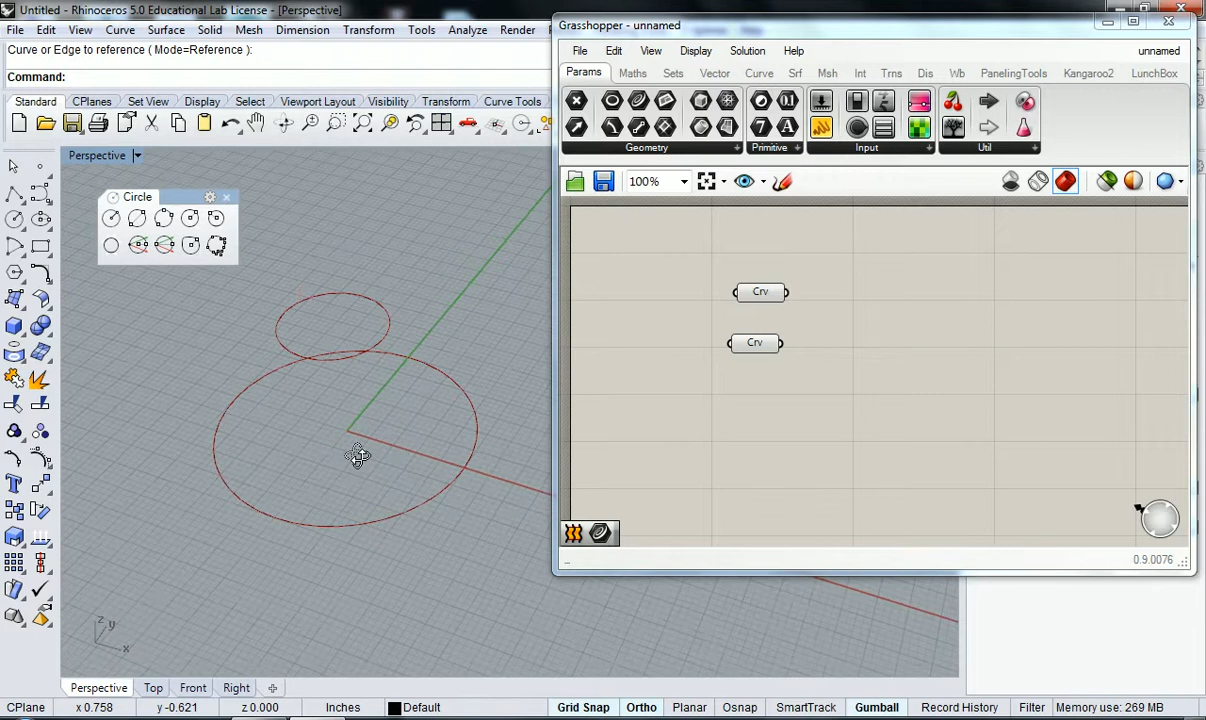 Untitled - Rhinoceros 5.0 Educational Lab License - [Perspective]
File Edit View Curve Surface Solid Mesh Dimension Transform Tools Analyze Render
Curve or Edge to reference ( Mode=Reference ):
Command:
Standard CPlanes Set View Display Select Viewport Layout Visibility Transform Curve Tools
Perspective
Circle
z y
x
Perspective Top Front Right
CPlane x 0.758 y -0.621 z 0.000 Inches Default Grid Snap Ortho Planar Osnap SmartTrack Gumball Record History Filter Memory use: 269 MB
Grasshopper - unnamed
File Edit View Display Solution Help unnamed
Params Maths Sets Vector Curve Srf Msh Int Trns Dis Wb PanelingTools Kangaroo2 LunchBox
Geometry Primitive Input Util
100%
Crv
Crv
0.9.0076